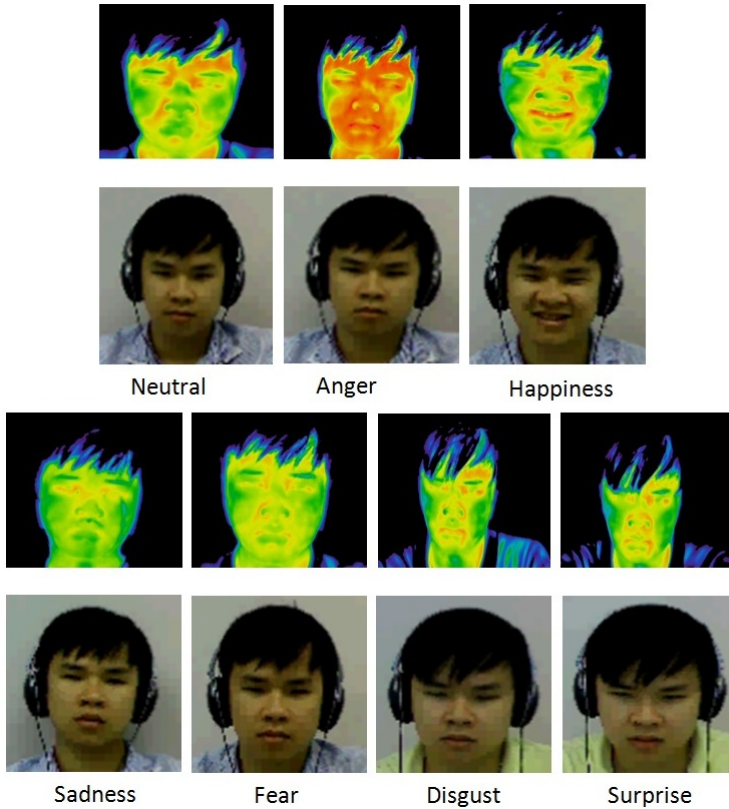 Neutral
Anger
Happiness
Sadness
Fear
Disgust
Surprise